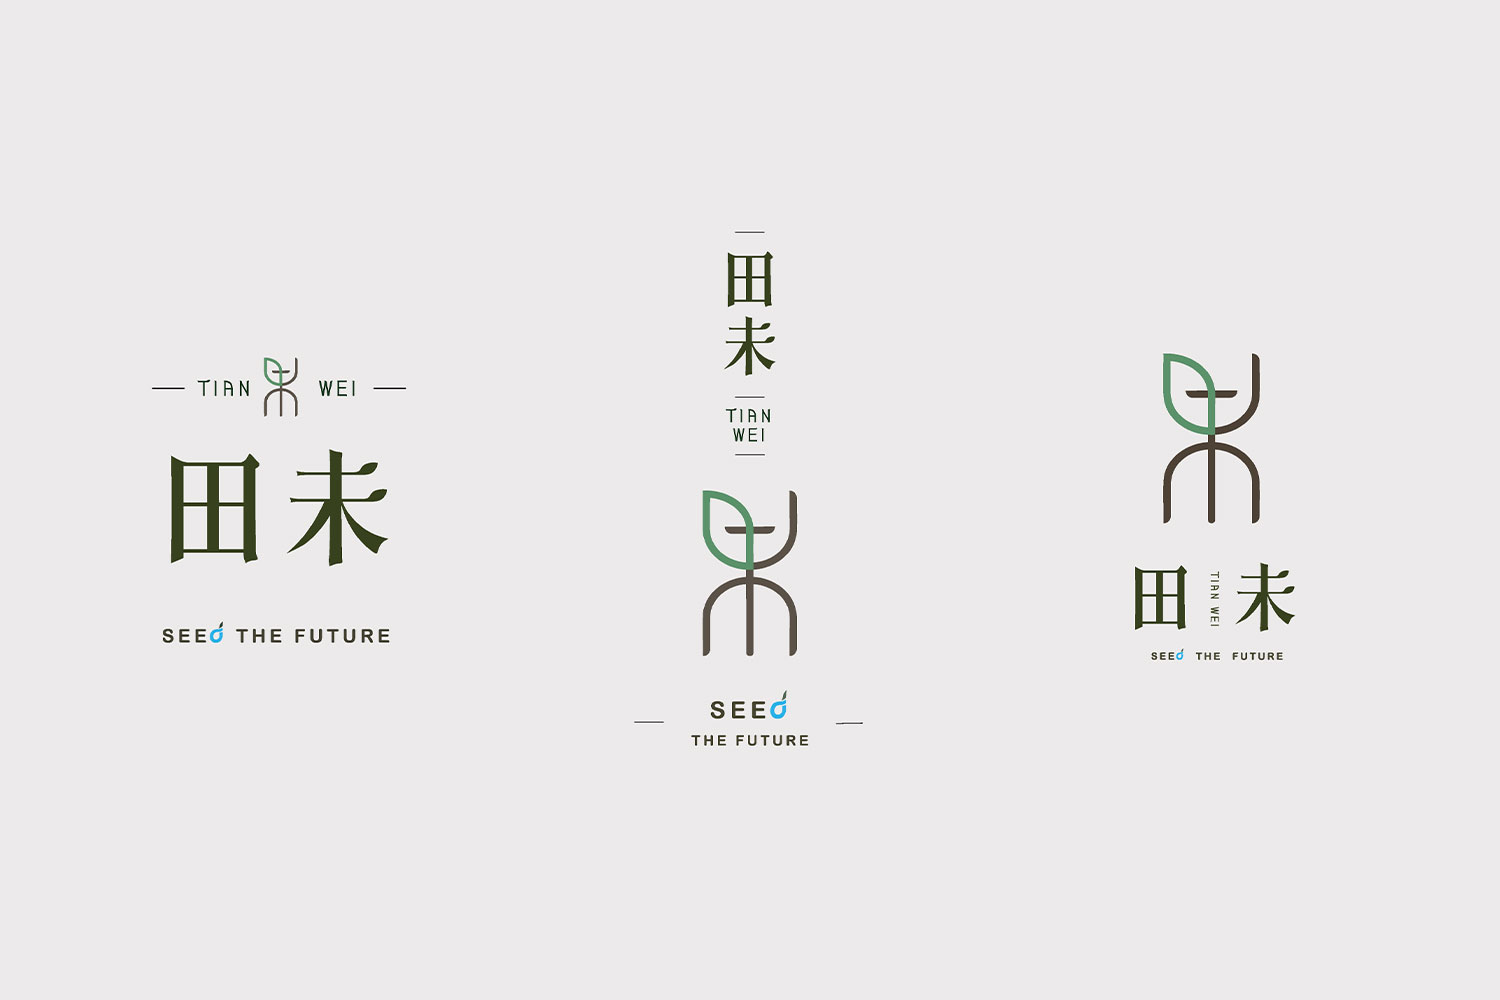 TIAN WEI
田未
SEEd THE FUTURE
田未
TIAN
WEI
SEEd
THE FUTURE
田 TIAN WEI 未
SEEd THE FUTURE